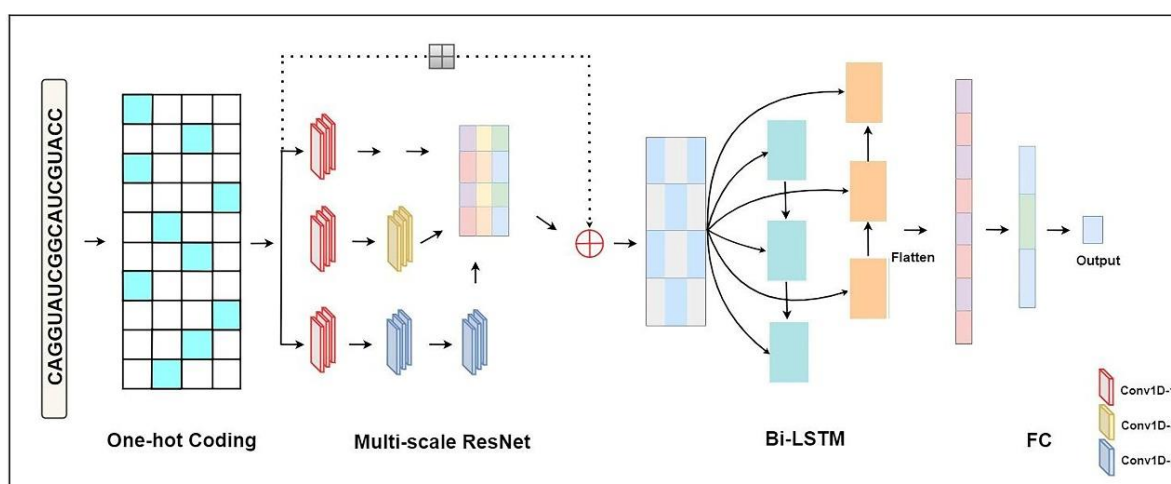 CAGGUAUCGGCAUCGUACC
One-hot Coding
Multi-scale ResNet
Bi-LSTM
Flatten
FC
Output
Conv1D-
Conv1D-
Conv1D-